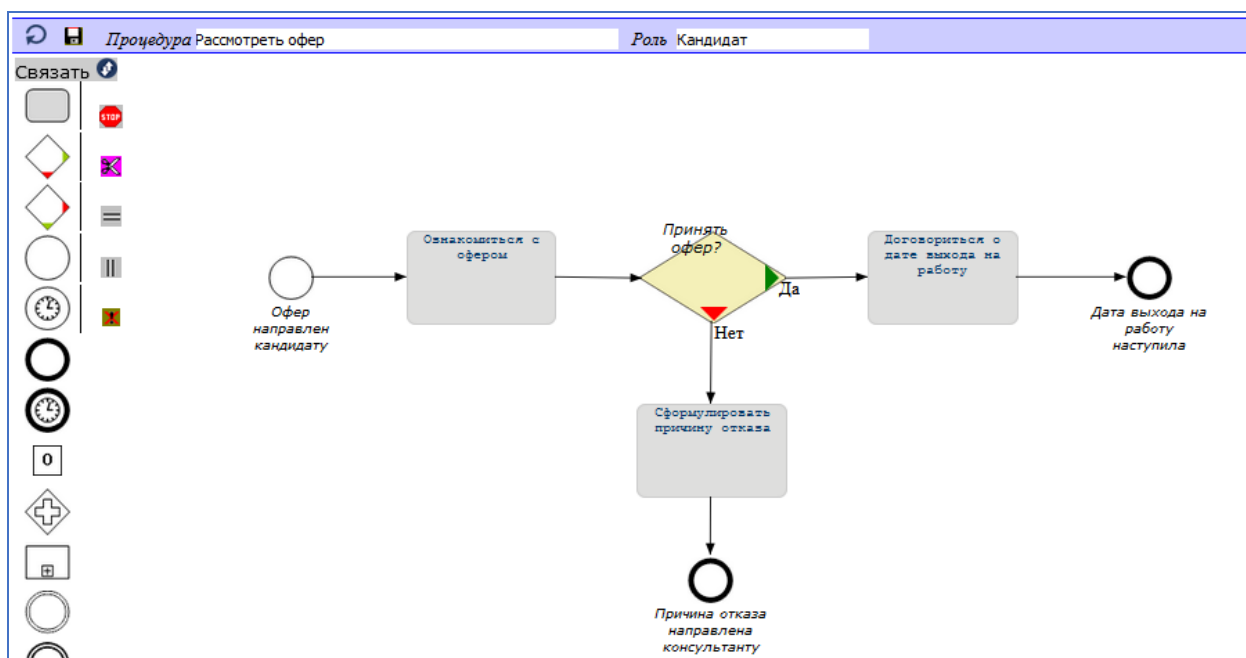 Процедура Рассмотреть офер Роль Кандидат
Связать
STOP
Ознакомиться с
офером
Принять
офер?
Договориться о
дате выхода на
работу
Да
Нет
Офер
направлен
кандидату
Дата выхода на
работу
наступила
Сформулировать
причину отказа
O
Причина отказа
направлена
консультанту